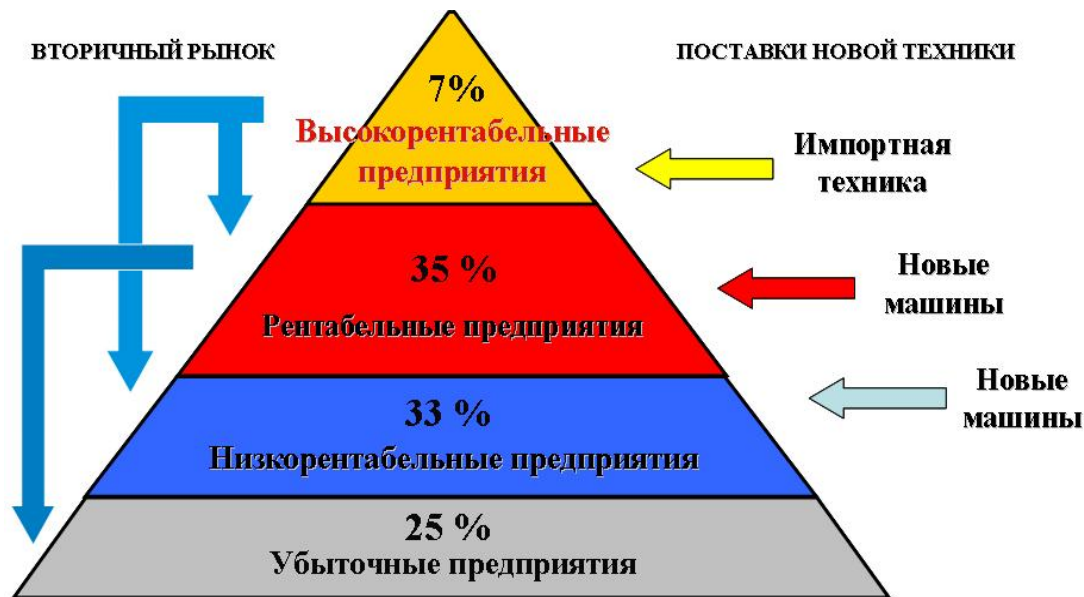 ВТОРИЧНЫЙ РЫНОК
ПОСТАВКИ НОВОЙ ТЕХНИКИ
7%
Высокорентабельные
предприятия
Импортная
техника
35 %
Рентабельные предприятия
Новые
машины
33 %
Низкорентабельные предприятия
Новые
машины
25 %
Убыточные предприятия